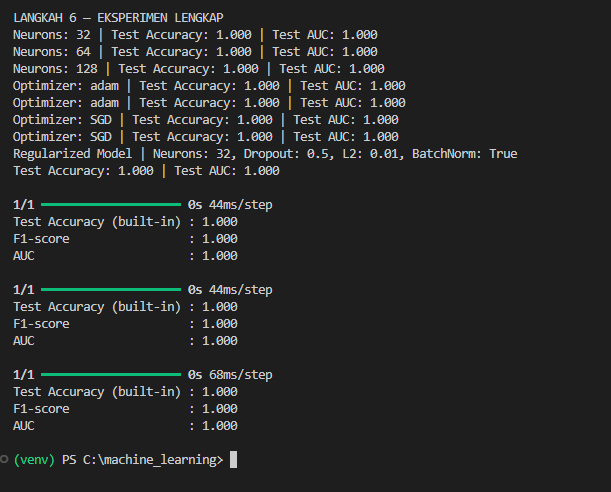 LANGKAH 6 — EKSPERIMEN LENGKAP
Neurons: 32 | Test Accuracy: 1.000 | Test AUC: 1.000
Neurons: 64 | Test Accuracy: 1.000 | Test AUC: 1.000
Neurons: 128 | Test Accuracy: 1.000 | Test AUC: 1.000
Optimizer: adam | Test Accuracy: 1.000 | Test AUC: 1.000
Optimizer: adam | Test Accuracy: 1.000 | Test AUC: 1.000
Optimizer: SGD | Test Accuracy: 1.000 | Test AUC: 1.000
Optimizer: SGD | Test Accuracy: 1.000 | Test AUC: 1.000
Regularized Model | Neurons: 32, Dropout: 0.5, L2: 0.01, BatchNorm: True
Test Accuracy: 1.000 | Test AUC: 1.000
1/1 ━━━━━━━━━━━━━━━━━━━━ 0s 44ms/step
Test Accuracy (built-in) : 1.000
F1-score : 1.000
AUC : 1.000
1/1 ━━━━━━━━━━━━━━━━━━━━ 0s 44ms/step
Test Accuracy (built-in) : 1.000
F1-score : 1.000
AUC : 1.000
1/1 ━━━━━━━━━━━━━━━━━━━━ 0s 68ms/step
Test Accuracy (built-in) : 1.000
F1-score : 1.000
AUC : 1.000
(venv) PS C:\machine_learning>